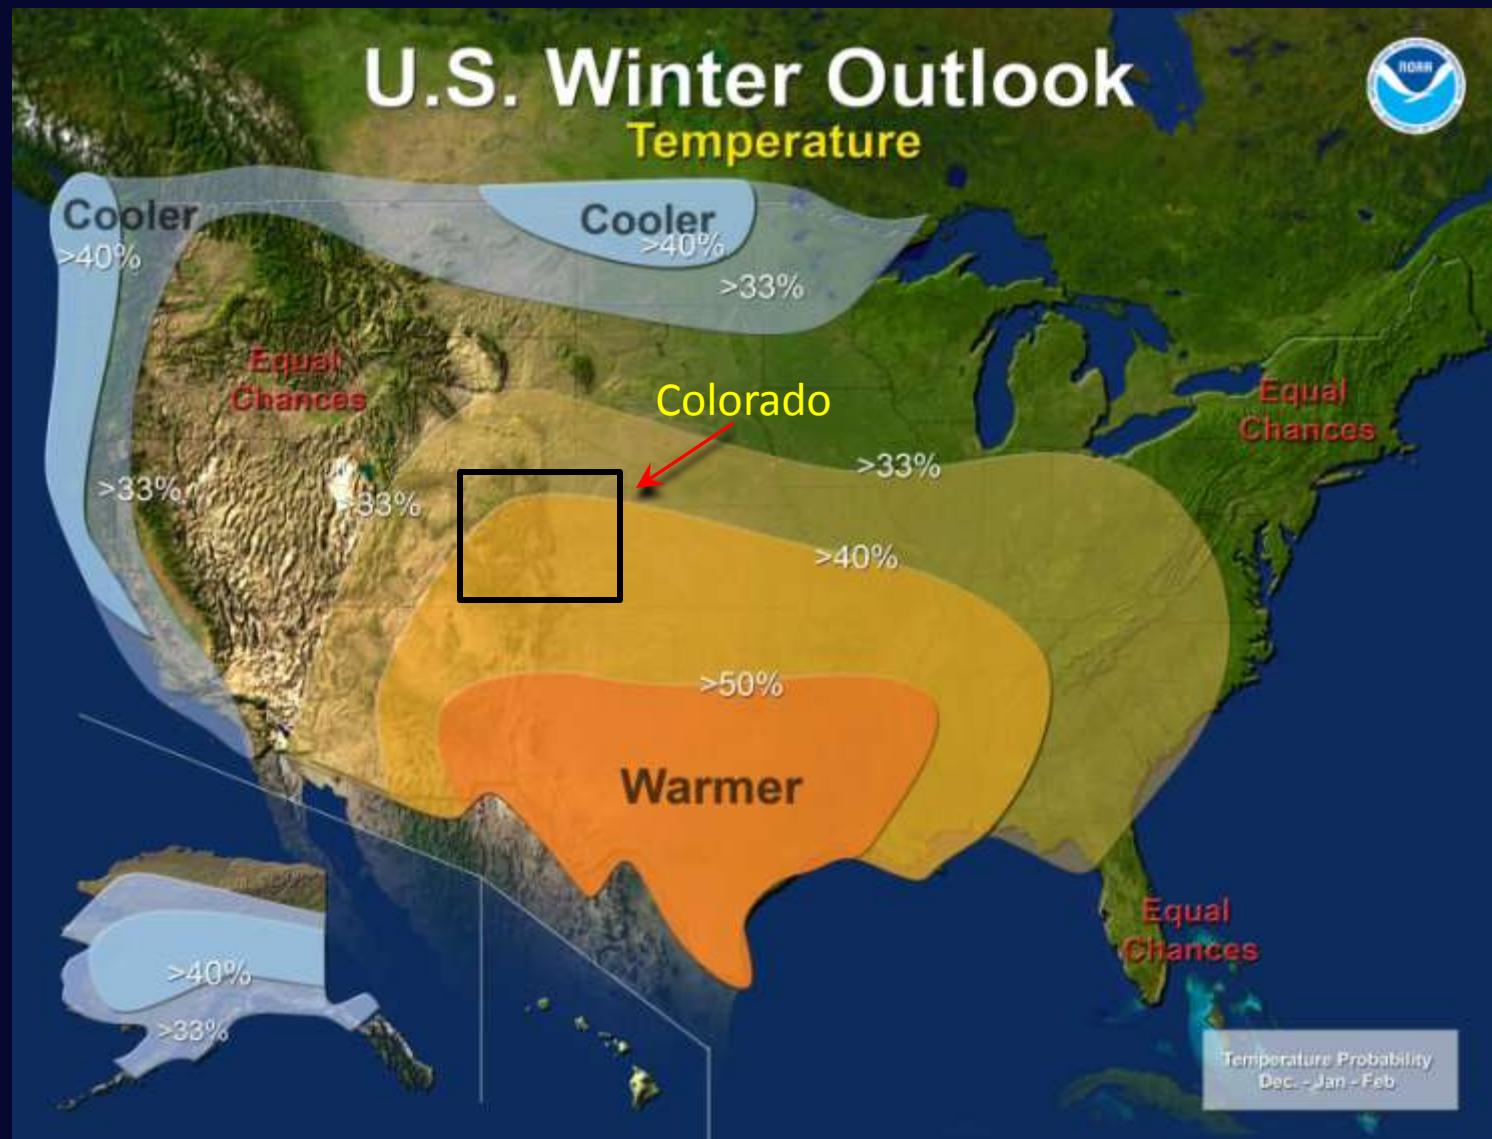 U.S. Winter Outlook
NOAA
Temperature
Cooler
Cooler
>40%
>40%
>33%
Equal
Chances
Colorado
Equal
Chances
>33%
>33%
>33%
>40%
>50%
Warmer
Equal
Chances
>40%
>33%
Temperature Probability
Dec. - Jan - Feb